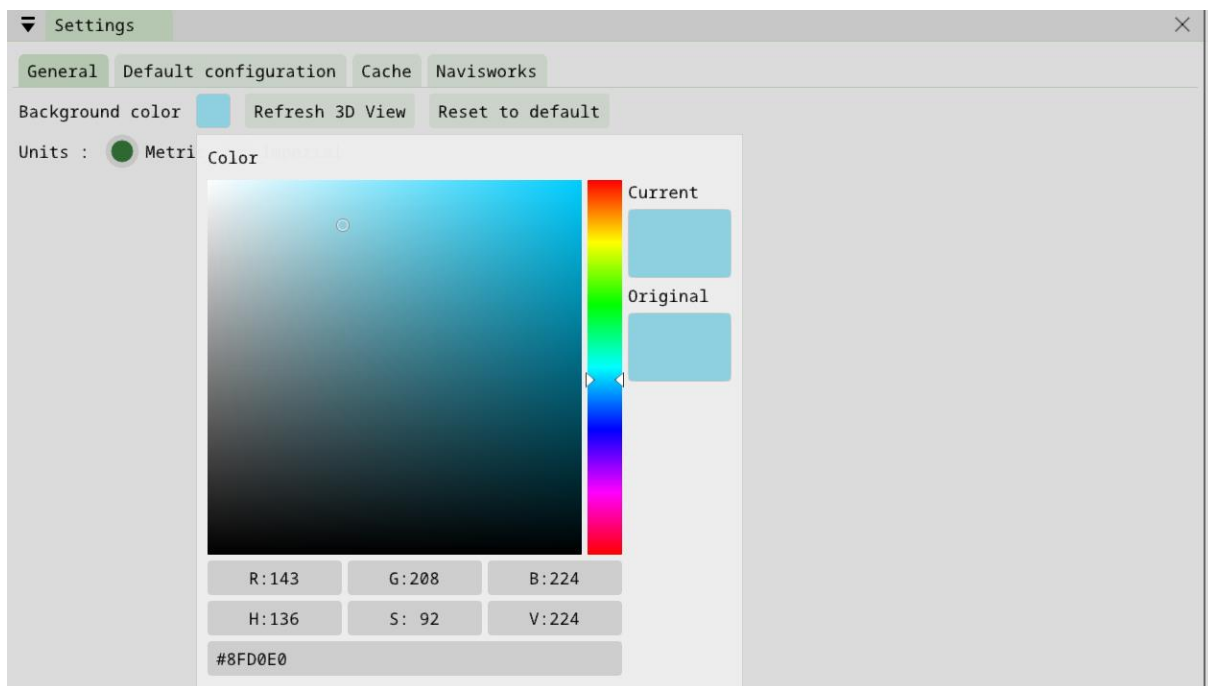 Settings
General Default configuration Cache Navisworks
Background color Refresh 3D View Reset to default
Units : Metri
Color
Current
Original
R:143 G:208 B:224
H:136 S: 92 V:224
#8FD0E0